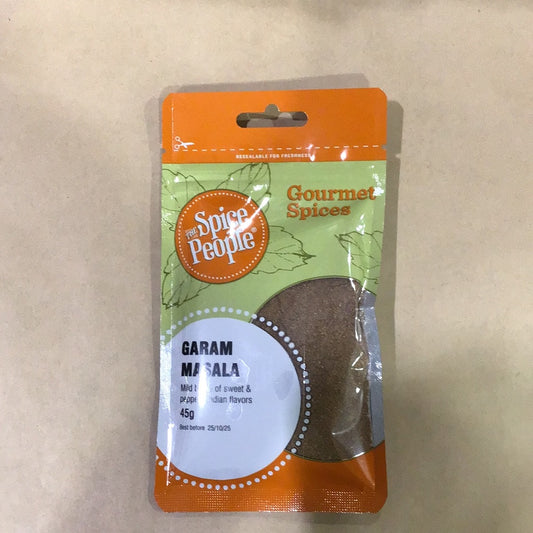 RESEALABLE FOR FRESHNESS
THE
Spice
People®
Gourmet
Spices
GARAM
MASALA
Mild of sweet &
Indian flavors
45g
Best before 25/10/25